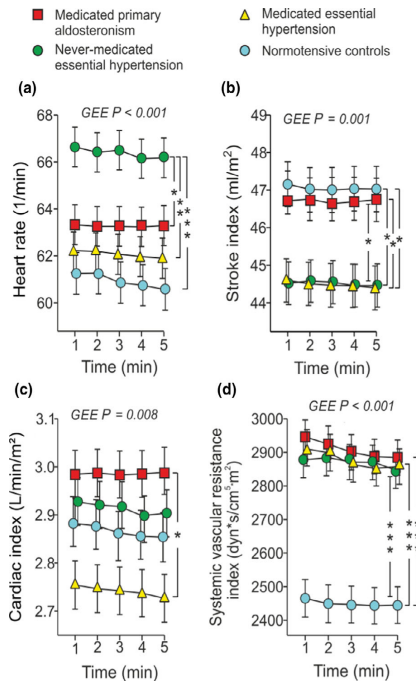 Medicated primary
aldosteronism
Never-medicated
essential hypertension
Medicated essential
hypertension
Normotensive controls
(a)
GEE P < 0.001
Heart rate (1/min)
66
64
62
60
*
**
***
1 2 3 4 5
Time (min)
(b)
GEE P = 0.001
Stroke index (ml/m²)
49
48
47
46
45
44
*
*
*
1 2 3 4 5
Time (min)
(c)
GEE P = 0.008
Cardiac index (L/min/m²)
3.0
2.9
2.8
2.7
*
1 2 3 4 5
Time (min)
(d)
GEE P < 0.001
Systemic vascular resistance
index (dyn*s/cm⁵·m²)
3000
2900
2800
2700
2600
2500
2400
***
***
***
1 2 3 4 5
Time (min)